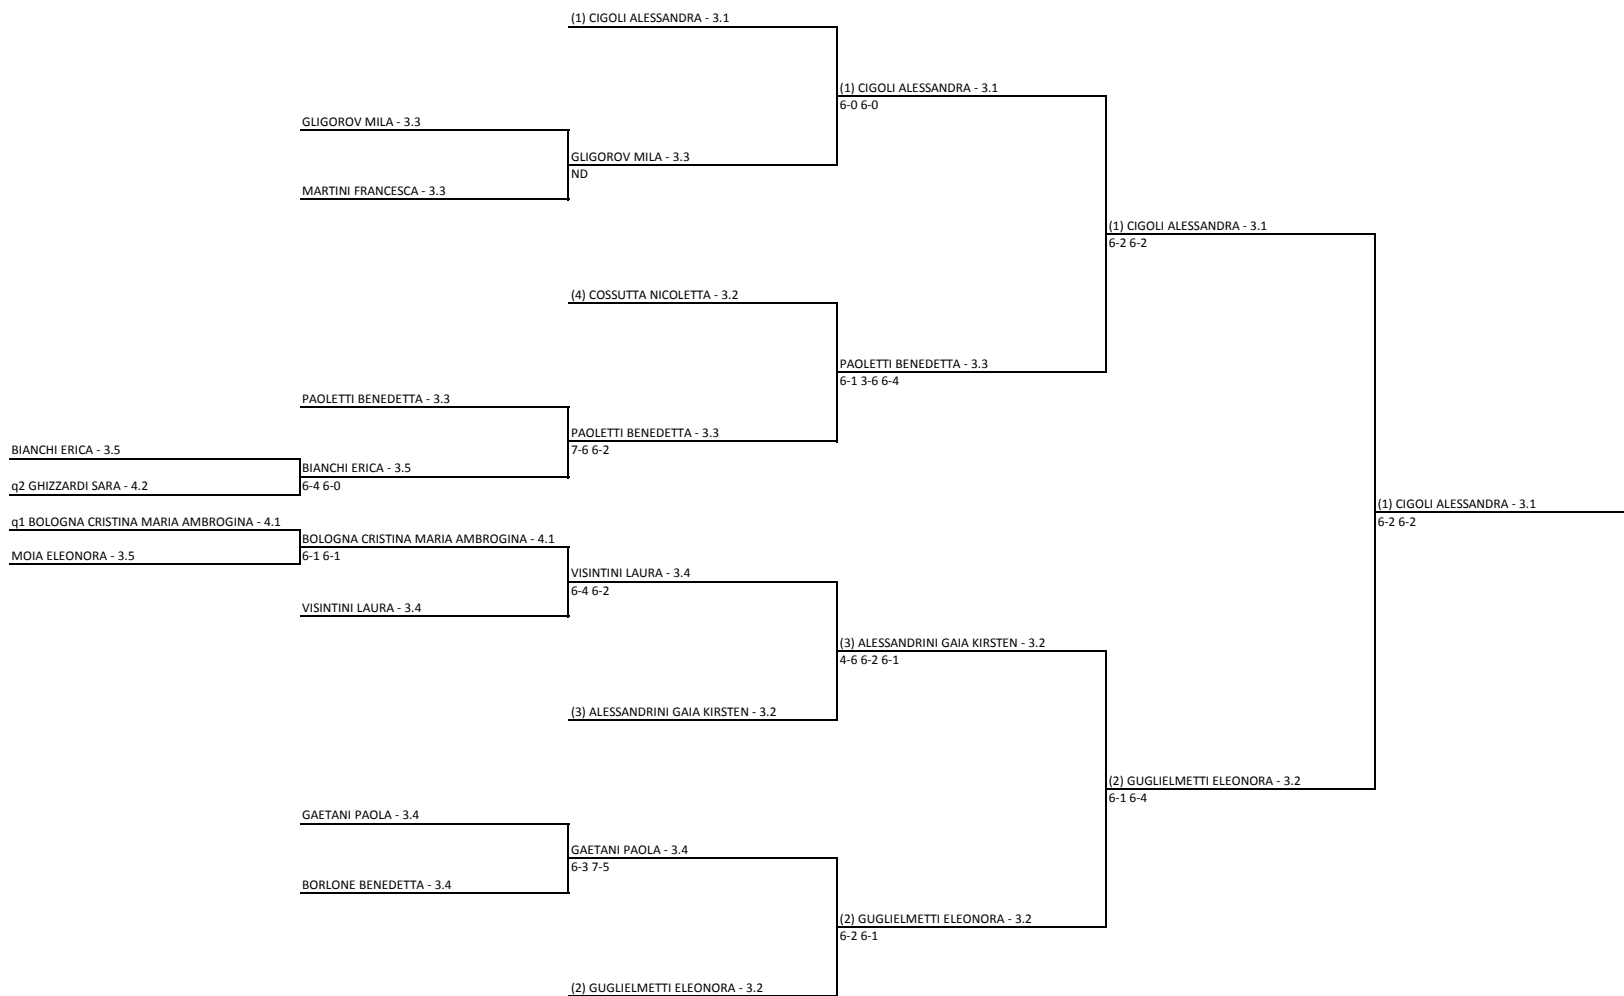 (1) CIGOLI ALESSANDRA - 3.1
(1) CIGOLI ALESSANDRA - 3.1
6-0 6-0
GLIGOROV MILA - 3.3
GLIGOROV MILA - 3.3
ND
MARTINI FRANCESCA - 3.3
(1) CIGOLI ALESSANDRA - 3.1
6-2 6-2
(4) COSSUTTA NICOLETTA - 3.2
PAOLETTI BENEDETTA - 3.3
6-1 3-6 6-4
PAOLETTI BENEDETTA - 3.3
PAOLETTI BENEDETTA - 3.3
7-6 6-2
BIANCHI ERICA - 3.5
BIANCHI ERICA - 3.5
6-4 6-0
q2 GHIZZARDI SARA - 4.2
(1) CIGOLI ALESSANDRA - 3.1
6-2 6-2
q1 BOLOGNA CRISTINA MARIA AMBROGINA - 4.1
BOLOGNA CRISTINA MARIA AMBROGINA - 4.1
6-1 6-1
MOIA ELEONORA - 3.5
VISINTINI LAURA - 3.4
6-4 6-2
VISINTINI LAURA - 3.4
(3) ALESSANDRINI GAIA KIRSTEN - 3.2
4-6 6-2 6-1
(3) ALESSANDRINI GAIA KIRSTEN - 3.2
(2) GUGLIELMETTI ELEONORA - 3.2
6-1 6-4
GAETANI PAOLA - 3.4
GAETANI PAOLA - 3.4
6-3 7-5
BORLONE BENEDETTA - 3.4
(2) GUGLIELMETTI ELEONORA - 3.2
6-2 6-1
(2) GUGLIELMETTI ELEONORA - 3.2